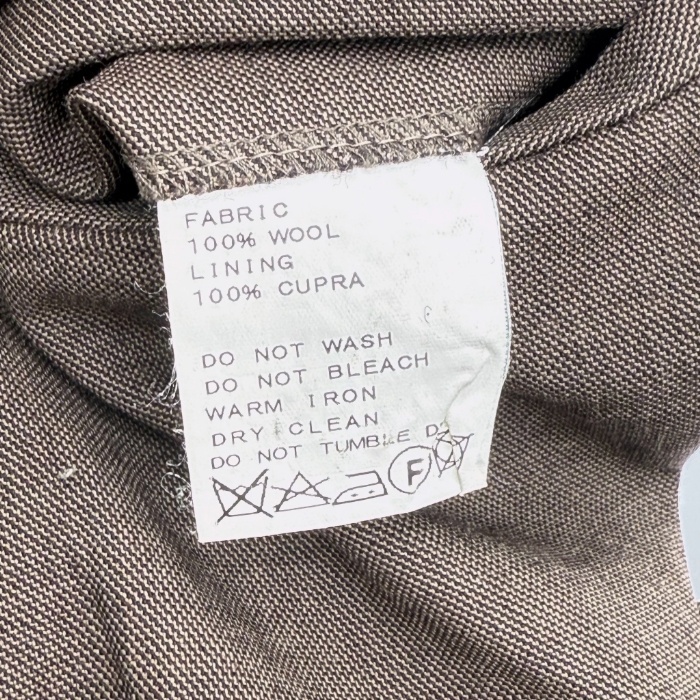 FABRIC
100% WOOL
LINING
100% CUPRA
DO NOT WASH
DO NOT BLEACH
WARM IRON
DRY CLEAN
DO NOT TUMBLE
F